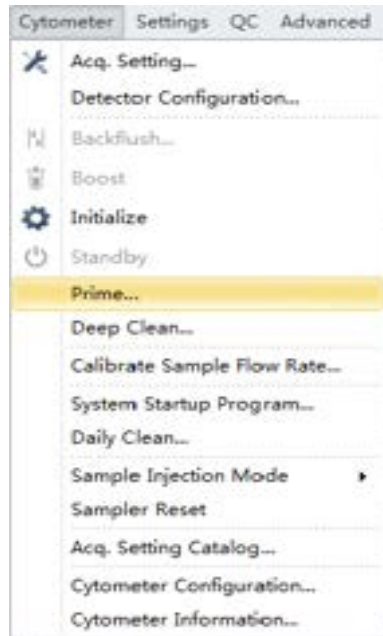 Cytometer Settings QC Advanced
Acq. Setting...
Detector Configuration...
Backflush...
Boost
Initialize
Standby
Prime...
Deep Clean...
Calibrate Sample Flow Rate...
System Startup Program...
Daily Clean...
Sample Injection Mode
Sampler Reset
Acq. Setting Catalog...
Cytometer Configuration...
Cytometer Information...